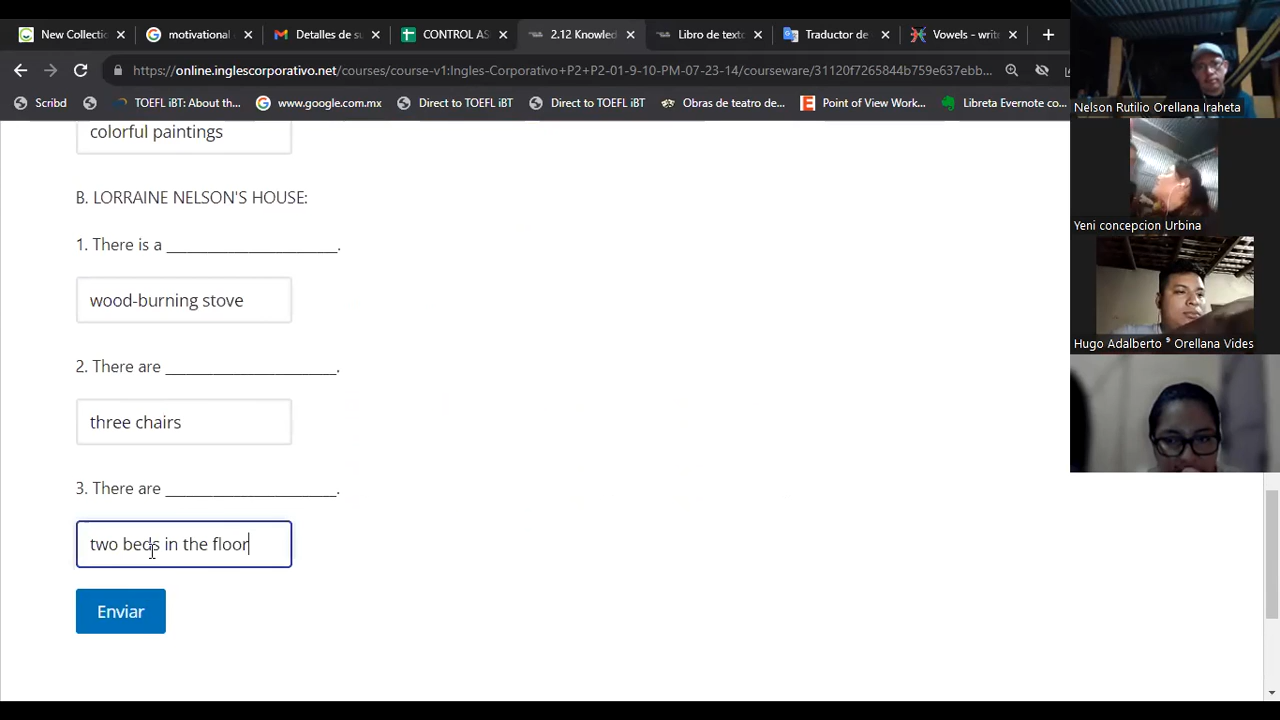 New Collectio
motivational
Detalles de su
CONTROL AS
2.12 Knowled
Libro de texto
Traductor de
Vowels - write
https://online.inglescorporativo.net/courses/course-v1:Ingles-Corporativo+P2+P2-01-9-10-PM-07-23-14/courseware/31120f7265844b759e637ebb...
Scribd
TOEFL iBT: About th...
www.google.com.mx
Direct to TOEFL iBT
Direct to TOEFL iBT
Obras de teatro de...
Point of View Work...
Libreta Evernote co...
colorful paintings
B. LORRAINE NELSON'S HOUSE:
1. There is a ____________________.
wood-burning stove
2. There are ____________________.
three chairs
3. There are ____________________.
two beds in the floor
Enviar
Nelson Rutilio Orellana Iraheta
Yeni concepcion Urbina
Hugo Adalberto ° Orellana Vides